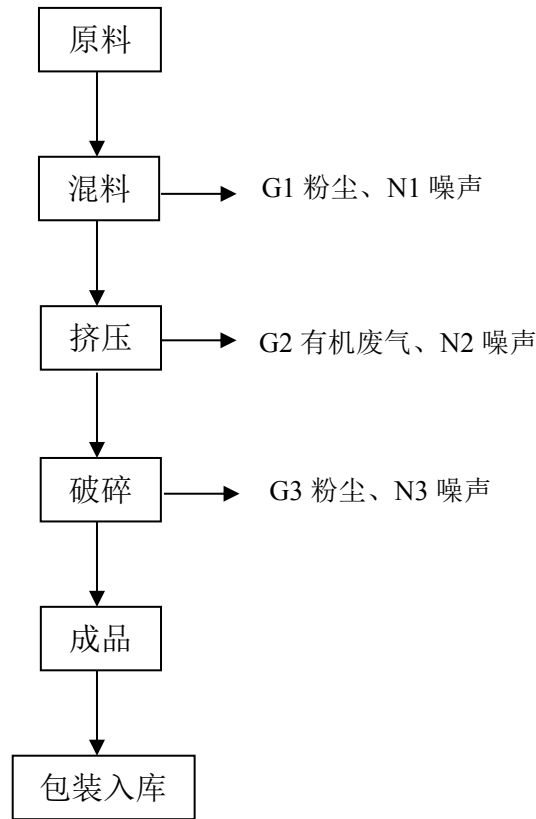 原料
混料
G1 粉尘、N1 噪声
挤压
G2 有机废气、N2 噪声
破碎
G3 粉尘、N3 噪声
成品
包装入库